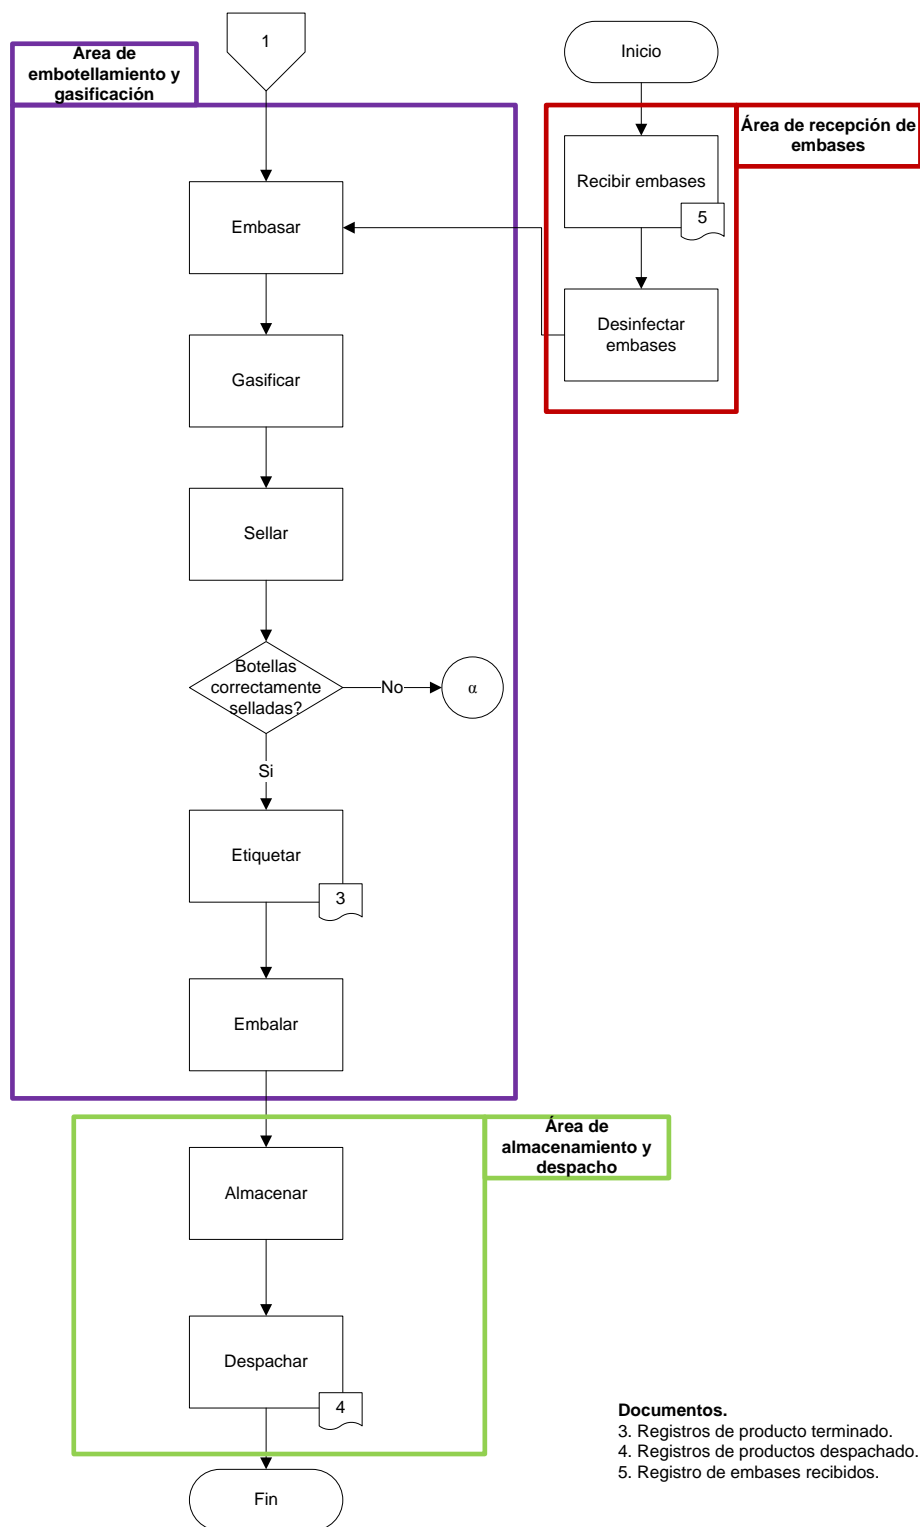 1
Inicio
Area de
embotellamiento y
gasificación
Área de recepción de
embases
Recibir embases
5
Embasar
Desinfectar
embases
Gasificar
Sellar
Botellas
correctamente
selladas?
No
α
Si
Etiquetar
3
Embalar
Área de
almacenamiento y
despacho
Almacenar
Despachar
4
Documentos.
3. Registros de producto terminado.
4. Registros de productos despachado.
5. Registro de embases recibidos.
Fin